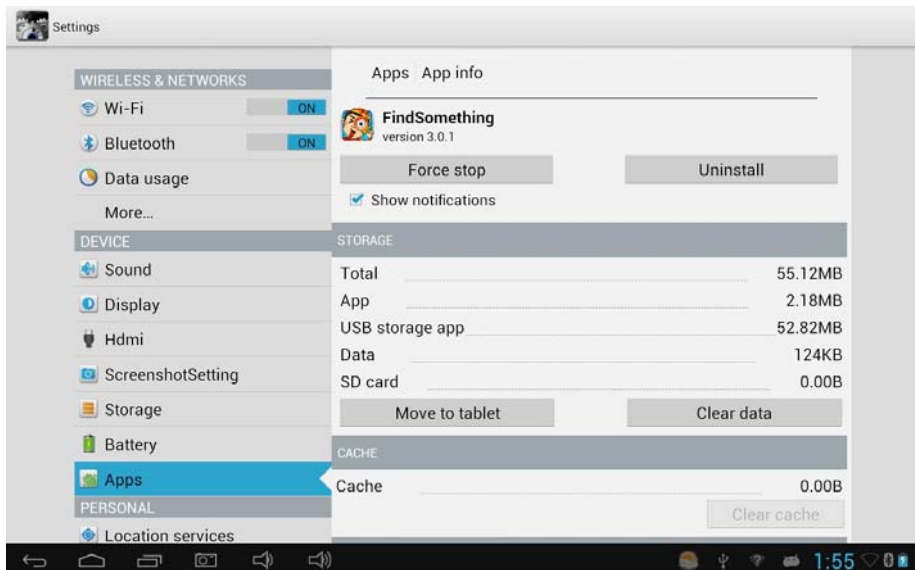 Settings
WIRELESS & NETWORKS
Wi-Fi ON
Bluetooth ON
Data usage
More...
DEVICE
Sound
Display
Hdmi
ScreenshotSetting
Storage
Battery
Apps
PERSONAL
Location services
Apps App info
FindSomething
version 3.0.1
Force stop Uninstall
Show notifications
STORAGE
Total 55.12MB
App 2.18MB
USB storage app 52.82MB
Data 124KB
SD card 0.00B
Move to tablet Clear data
CACHE
Cache 0.00B
Clear cache
1:55